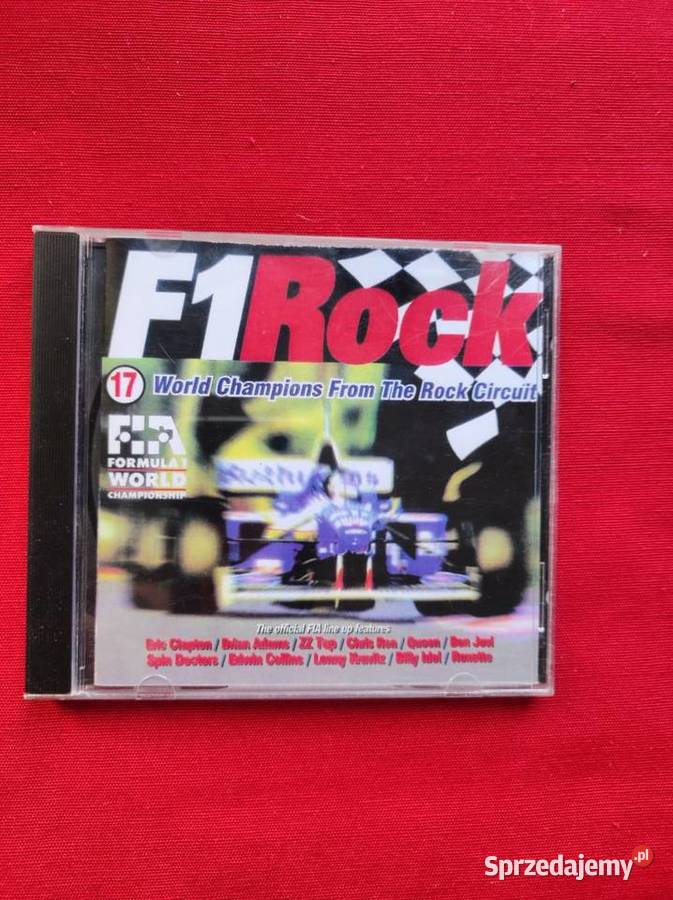 F1Rock
17 World Champions From The Rock Circuit
FIA
FORMULA 1
WORLD
CHAMPIONSHIP
The official FIA line up features
Eric Clapton / Brian Adams / ZZ Top / Chris Rea / Queen / Bon Jovi
Spin Doctors / Edwin Collins / Lenny Kravitz / Billy Idol / Roxette
Sprzedajemy.pl